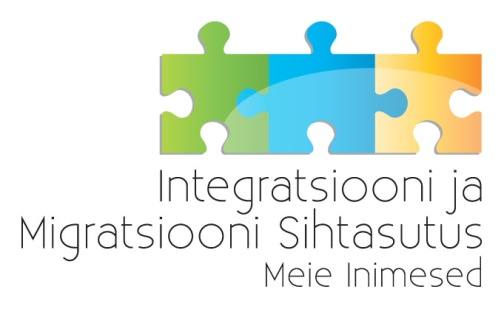 Integratsiooni ja
Migratsiooni Sihtasutus
Meie Inimesed